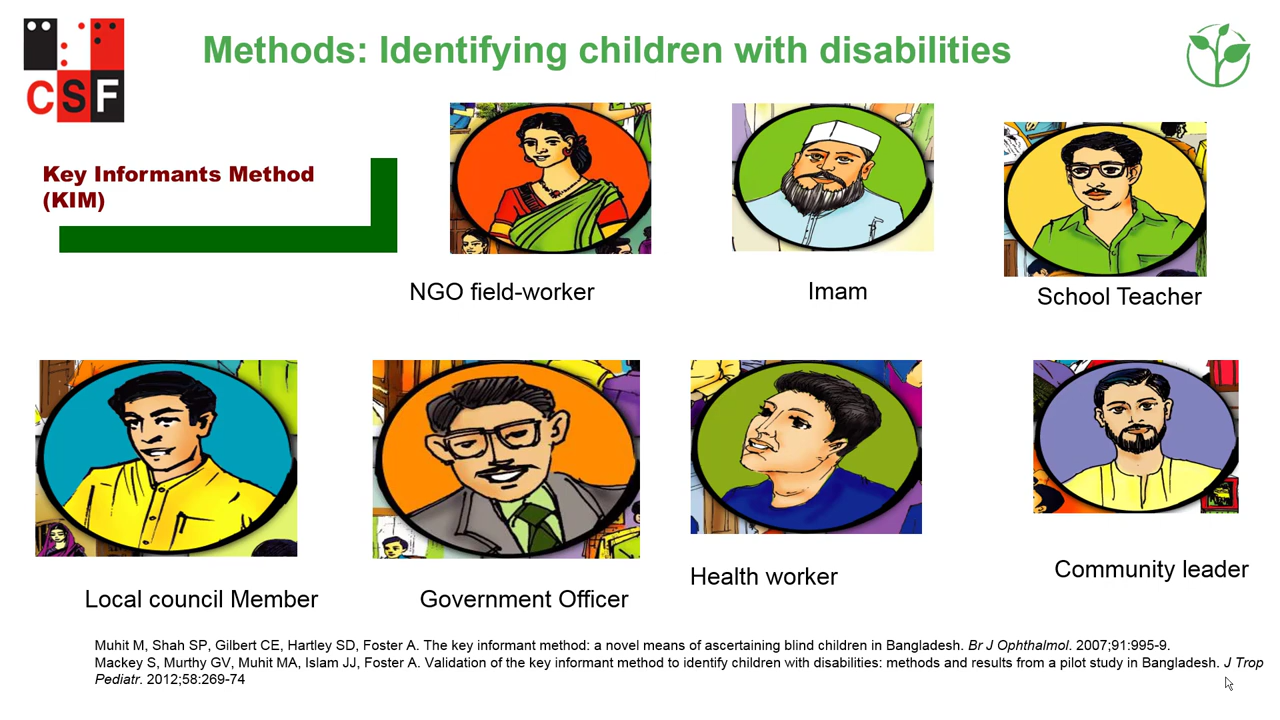 Methods: Identifying children with disabilities
CSF
Key Informants Method
(KIM)
NGO field-worker
Imam
School Teacher
Local council Member
Government Officer
Health worker
Community leader
Muhit M, Shah SP, Gilbert CE, Hartley SD, Foster A. The key informant method: a novel means of ascertaining blind children in Bangladesh. Br J Ophthalmol. 2007;91:995-9.
Mackey S, Murthy GV, Muhit MA, Islam JJ, Foster A. Validation of the key informant method to identify children with disabilities: methods and results from a pilot study in Bangladesh. J Trop
Pediatr. 2012;58:269-74